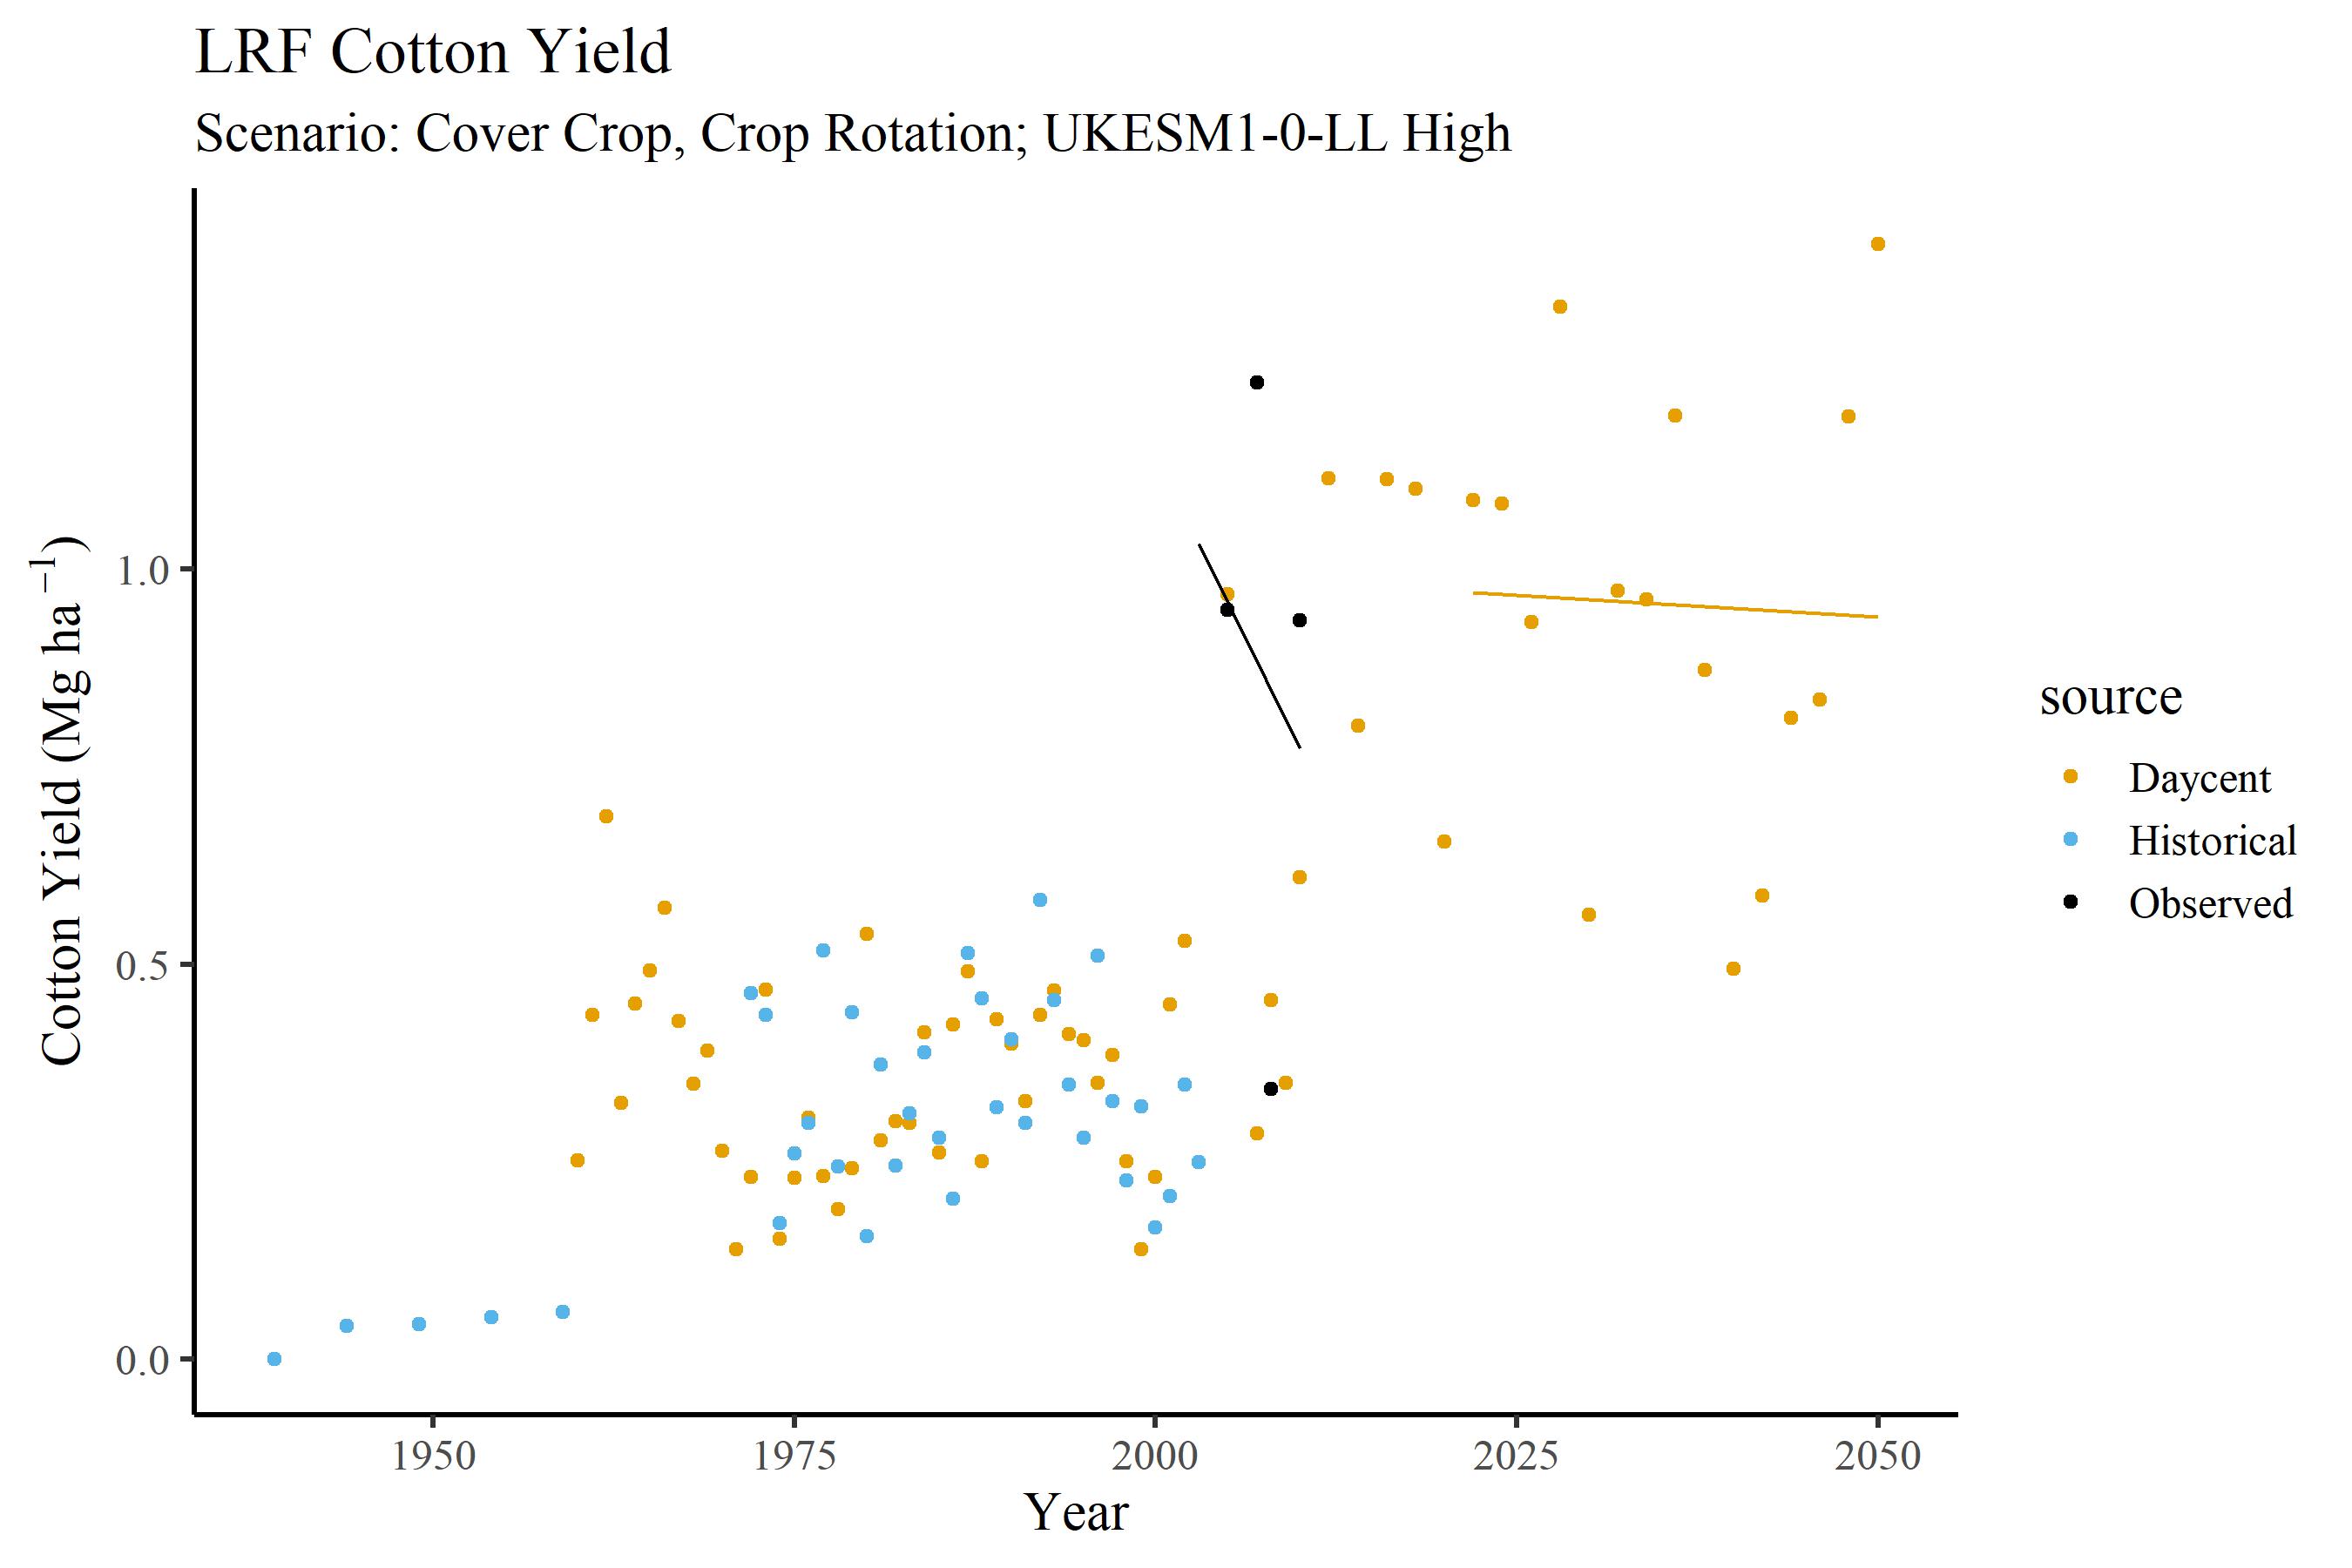 LRF Cotton Yield
Scenario: Cover Crop, Crop Rotation; UKESM1-0-LL High
Cotton Yield (Mg ha⁻¹)
1.0
0.5
0.0
1950 1975 2000 2025 2050
Year
source
Daycent
Historical
Observed